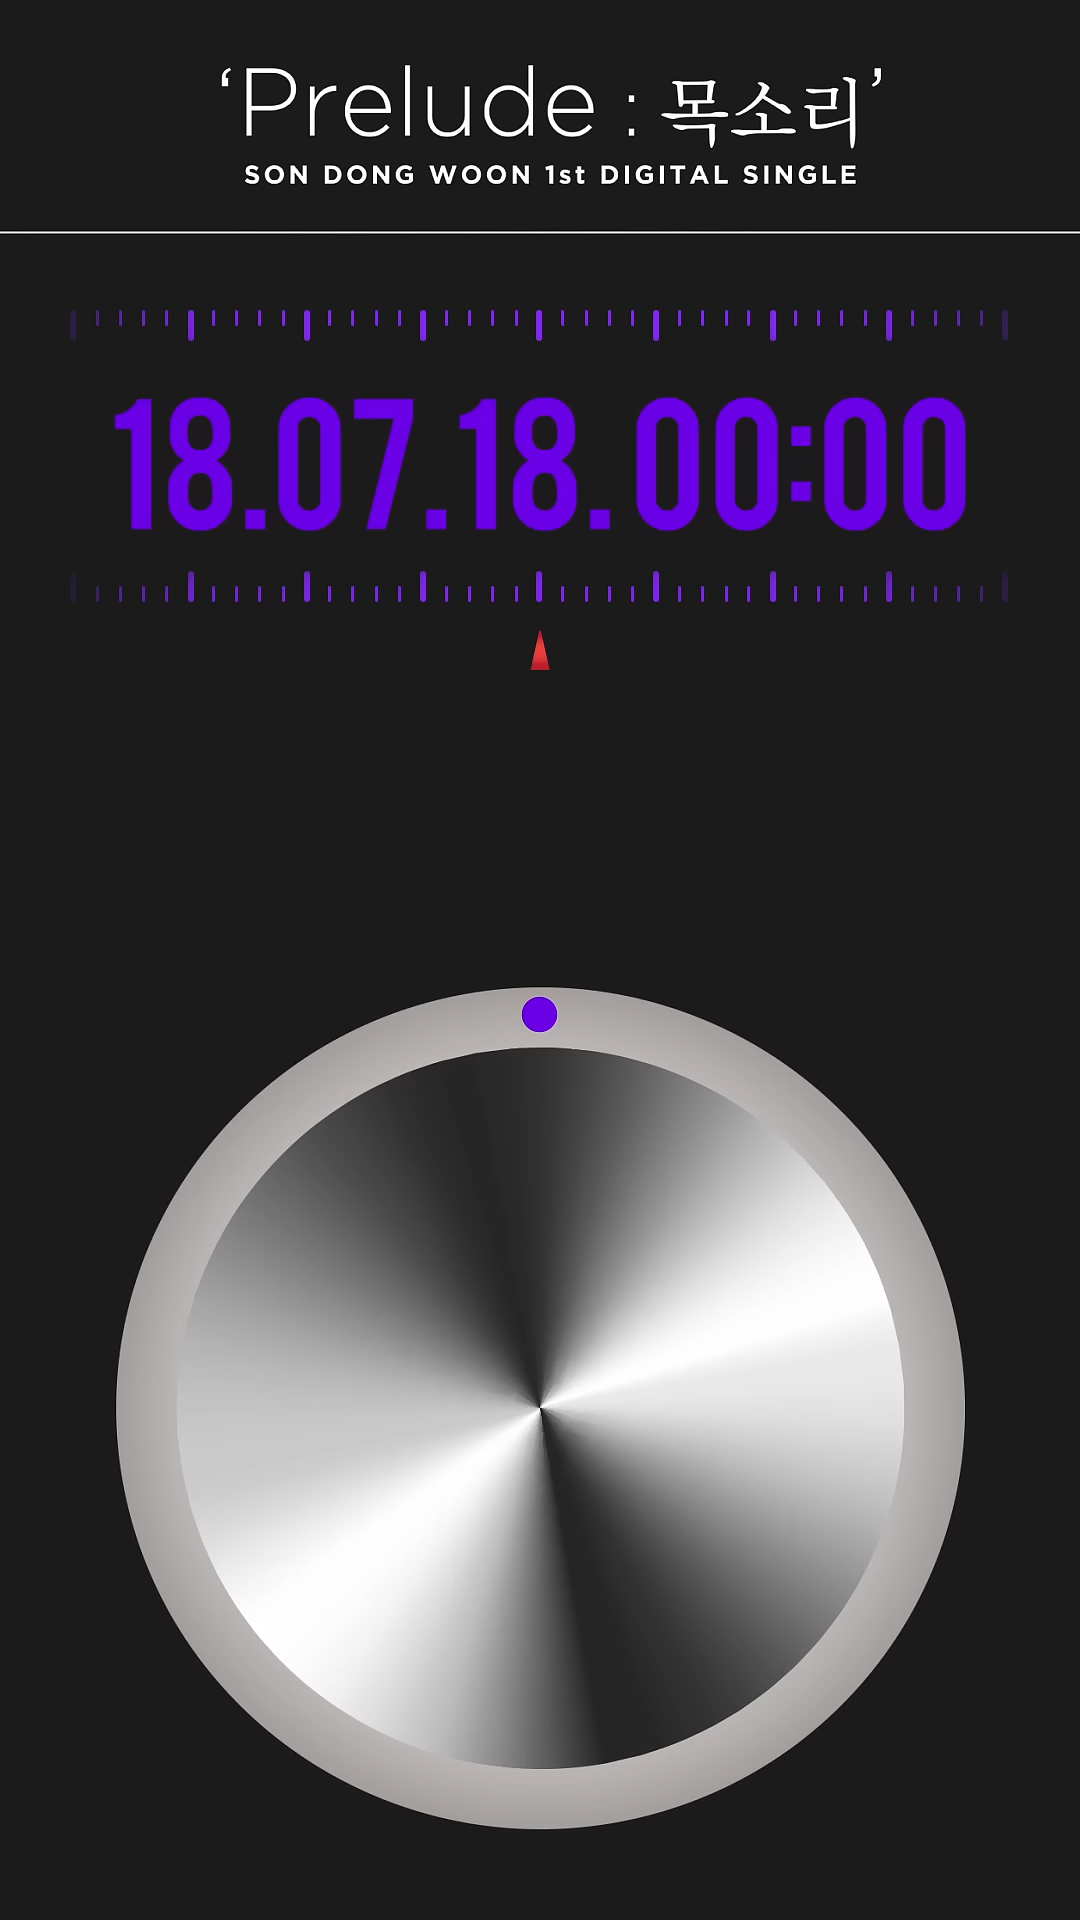 ‘Prelude : 목소리’
SON DONG WOON 1st DIGITAL SINGLE
18.07.18. 00:00